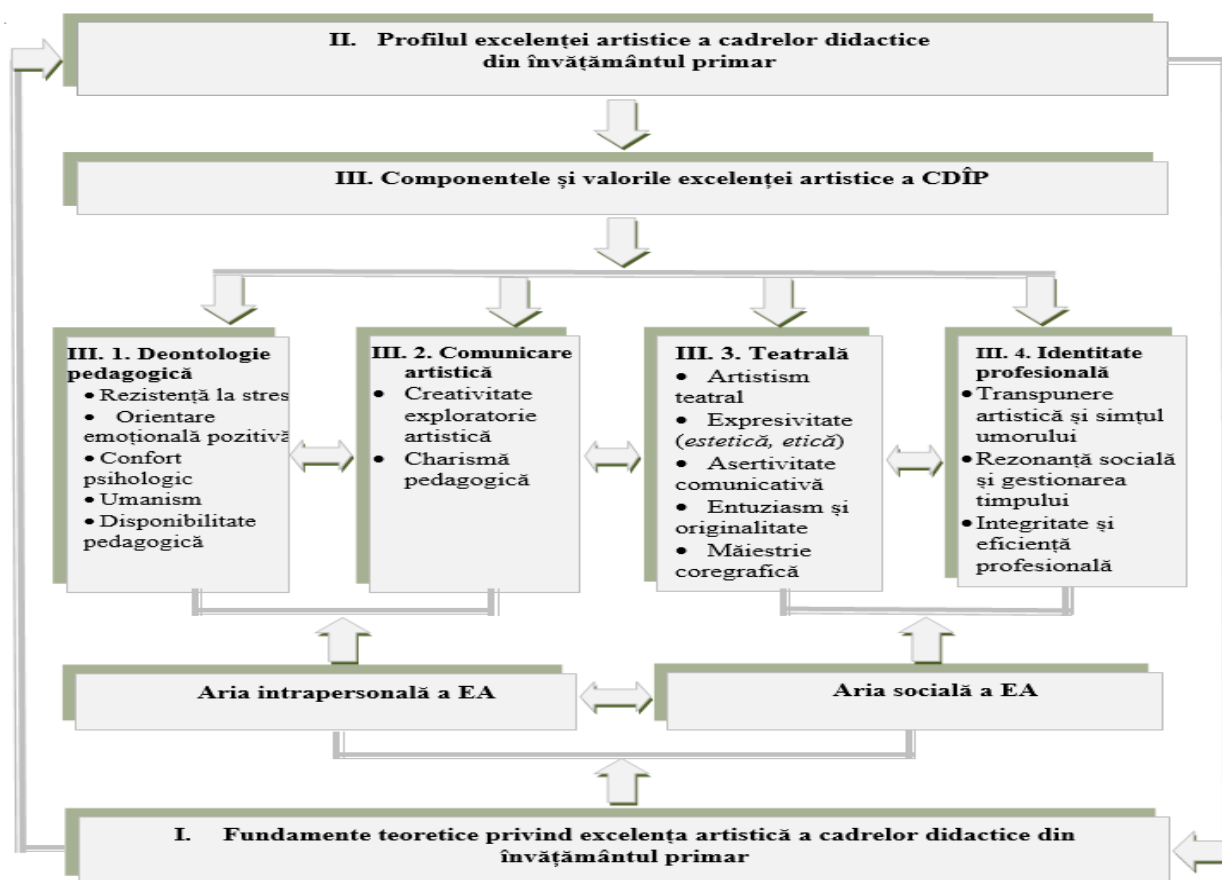 II. Profilul excelenței artistice a cadrelor didactice
din învățământul primar
III. Componentele și valorile excelenței artistice a CDÎP
III. 1. Deontologie
pedagogică
• Rezistență la stres
• Orientare
emoțională pozitivă
• Confort
psihologic
• Umanism
• Disponibilitate
pedagogică
III. 2. Comunicare
artistică
• Creativitate
exploratorie
artistică
• Charismă
pedagogică
III. 3. Teatrală
• Artistism
teatral
• Expresivitate
(estetică, etică)
• Asertivitate
comunicativă
• Entuziasm și
originalitate
• Măiestrie
coregrafică
III. 4. Identitate
profesională
• Transpunere
artistică și simțul
umorului
• Rezonanță socială
și gestionarea
timpului
• Integritate și
eficiență
profesională
Aria intrapersonală a EA
Aria socială a EA
I. Fundamente teoretice privind excelența artistică a cadrelor didactice din
învățământul primar